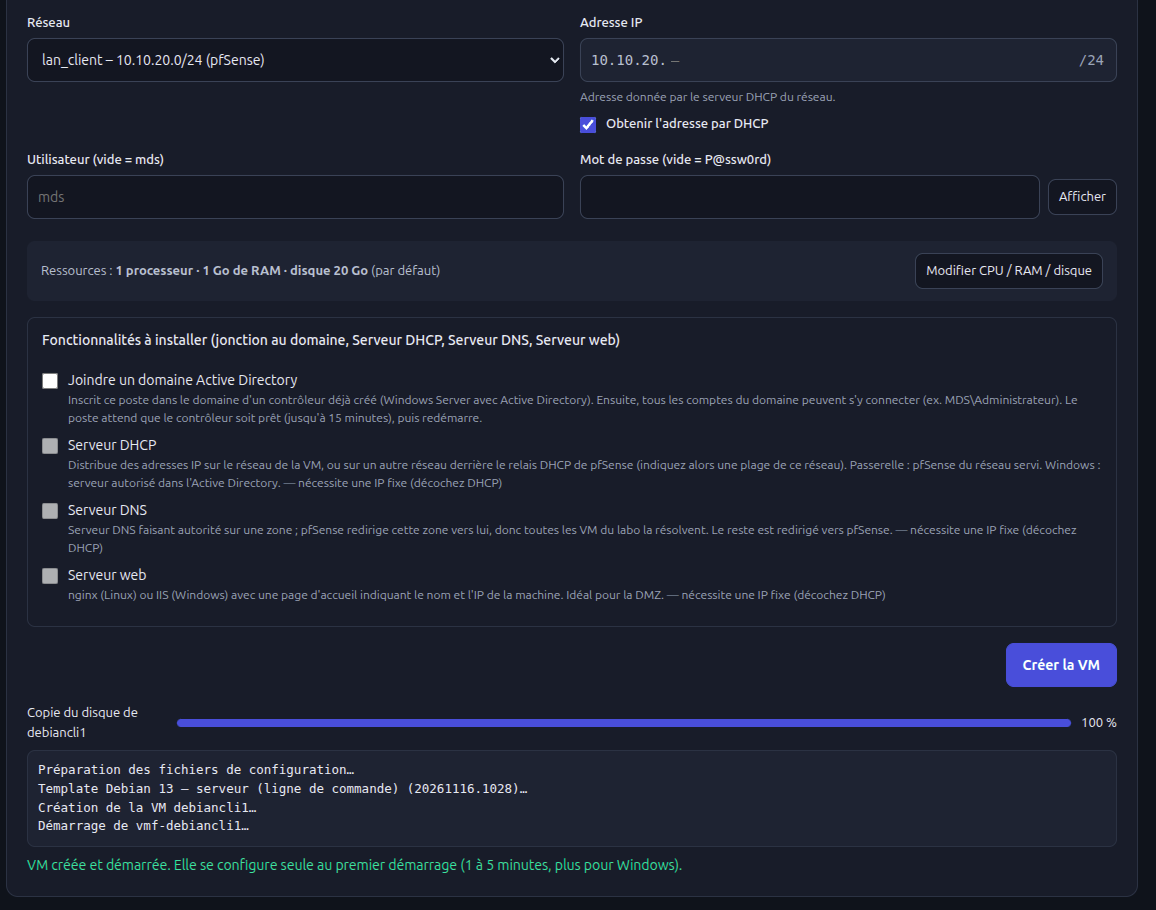 Réseau
Adresse IP
lan_client – 10.10.20.0/24 (pfSense)
10.10.20. –
/24
Adresse donnée par le serveur DHCP du réseau.
Obtenir l'adresse par DHCP
Utilisateur (vide = mds)
Mot de passe (vide = P@ssw0rd)
mds
Afficher
Ressources : 1 processeur · 1 Go de RAM · disque 20 Go (par défaut)
Modifier CPU / RAM / disque
Fonctionnalités à installer (jonction au domaine, Serveur DHCP, Serveur DNS, Serveur web)
Joindre un domaine Active Directory
Inscrit ce poste dans le domaine d'un contrôleur déjà créé (Windows Server avec Active Directory). Ensuite, tous les comptes du domaine peuvent s'y connecter (ex. MDS\Administrateur). Le
poste attend que le contrôleur soit prêt (jusqu'à 15 minutes), puis redémarre.
Serveur DHCP
Distribue des adresses IP sur le réseau de la VM, ou sur un autre réseau derrière le relais DHCP de pfSense (indiquez alors une plage de ce réseau). Passerelle : pfSense du réseau servi. Windows :
serveur autorisé dans l'Active Directory. — nécessite une IP fixe (décochez DHCP)
Serveur DNS
Serveur DNS faisant autorité sur une zone ; pfSense redirige cette zone vers lui, donc toutes les VM du labo la résolvent. Le reste est redirigé vers pfSense. — nécessite une IP fixe (décochez
DHCP)
Serveur web
nginx (Linux) ou IIS (Windows) avec une page d'accueil indiquant le nom et l'IP de la machine. Idéal pour la DMZ. — nécessite une IP fixe (décochez DHCP)
Créer la VM
Copie du disque de
debiancli1
100 %
Préparation des fichiers de configuration…
Template Debian 13 — serveur (ligne de commande) (20261116.1028)…
Création de la VM debiancli1…
Démarrage de vmf-debiancli1…
VM créée et démarrée. Elle se configure seule au premier démarrage (1 à 5 minutes, plus pour Windows).